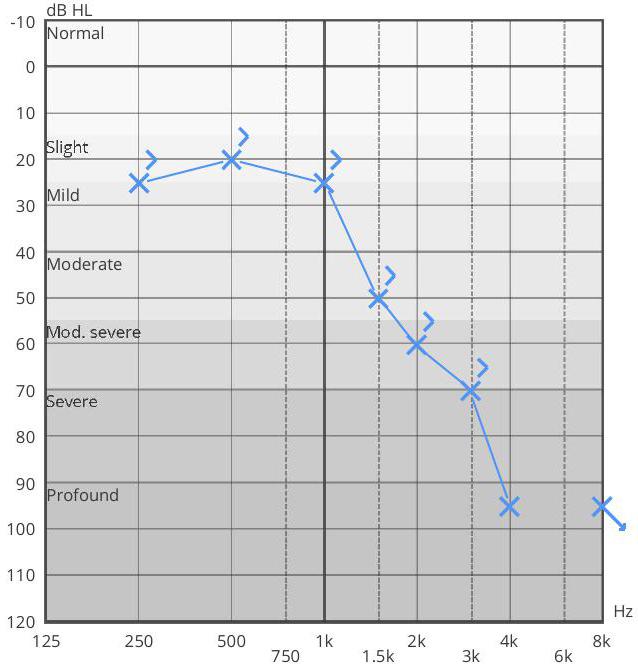 dB HL
-10
Normal
0
10
Slight
20
Mild
30
40
Moderate
50
Mod. severe
60
70
Severe
80
90
Profound
100
110
120
Hz
125 250 500 1k 2k 4k 8k
750 1.5k 3k 6k